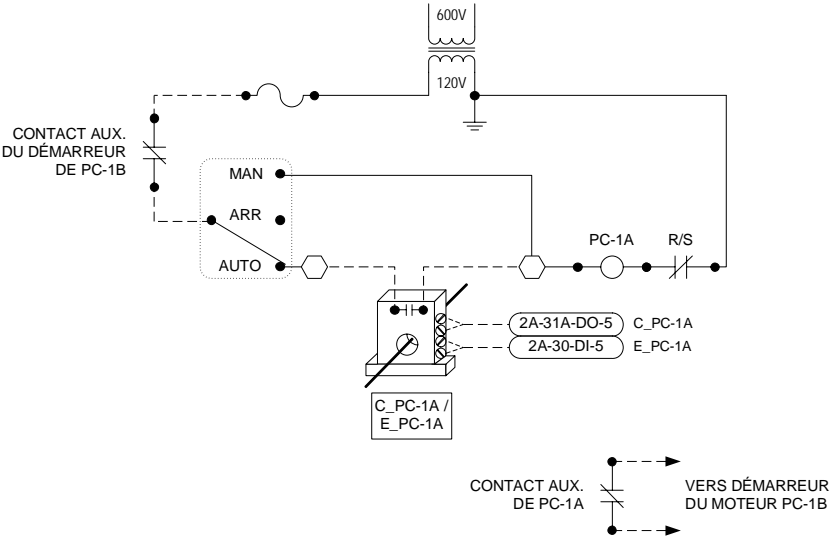 600V
120V
CONTACT AUX.
DU DÉMARREUR
DE PC-1B
MAN
ARR
AUTO
PC-1A
R/S
2A-31A-DO-5
C_PC-1A
2A-30-DI-5
E_PC-1A
C_PC-1A /
E_PC-1A
CONTACT AUX.
DE PC-1A
VERS DÉMARREUR
DU MOTEUR PC-1B